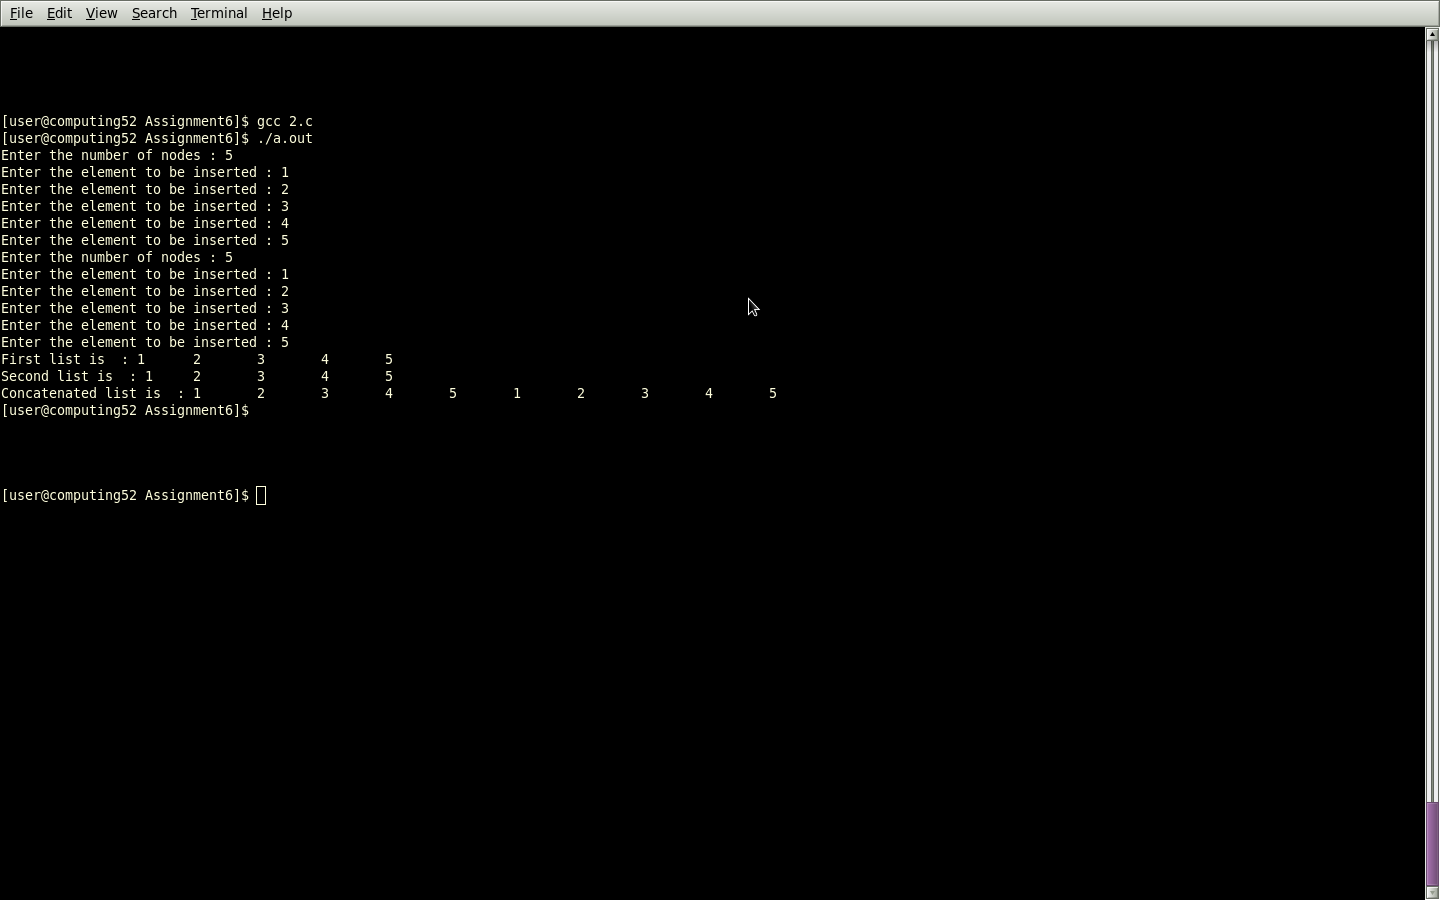 File Edit View Search Terminal Help
[user@computing52 Assignment6]$ gcc 2.c
[user@computing52 Assignment6]$ ./a.out
Enter the number of nodes : 5
Enter the element to be inserted : 1
Enter the element to be inserted : 2
Enter the element to be inserted : 3
Enter the element to be inserted : 4
Enter the element to be inserted : 5
Enter the number of nodes : 5
Enter the element to be inserted : 1
Enter the element to be inserted : 2
Enter the element to be inserted : 3
Enter the element to be inserted : 4
Enter the element to be inserted : 5
First list is  : 1      2       3       4       5
Second list is  : 1     2       3       4       5
Concatenated list is  : 1       2       3       4       5       1       2       3       4       5
[user@computing52 Assignment6]$
[user@computing52 Assignment6]$